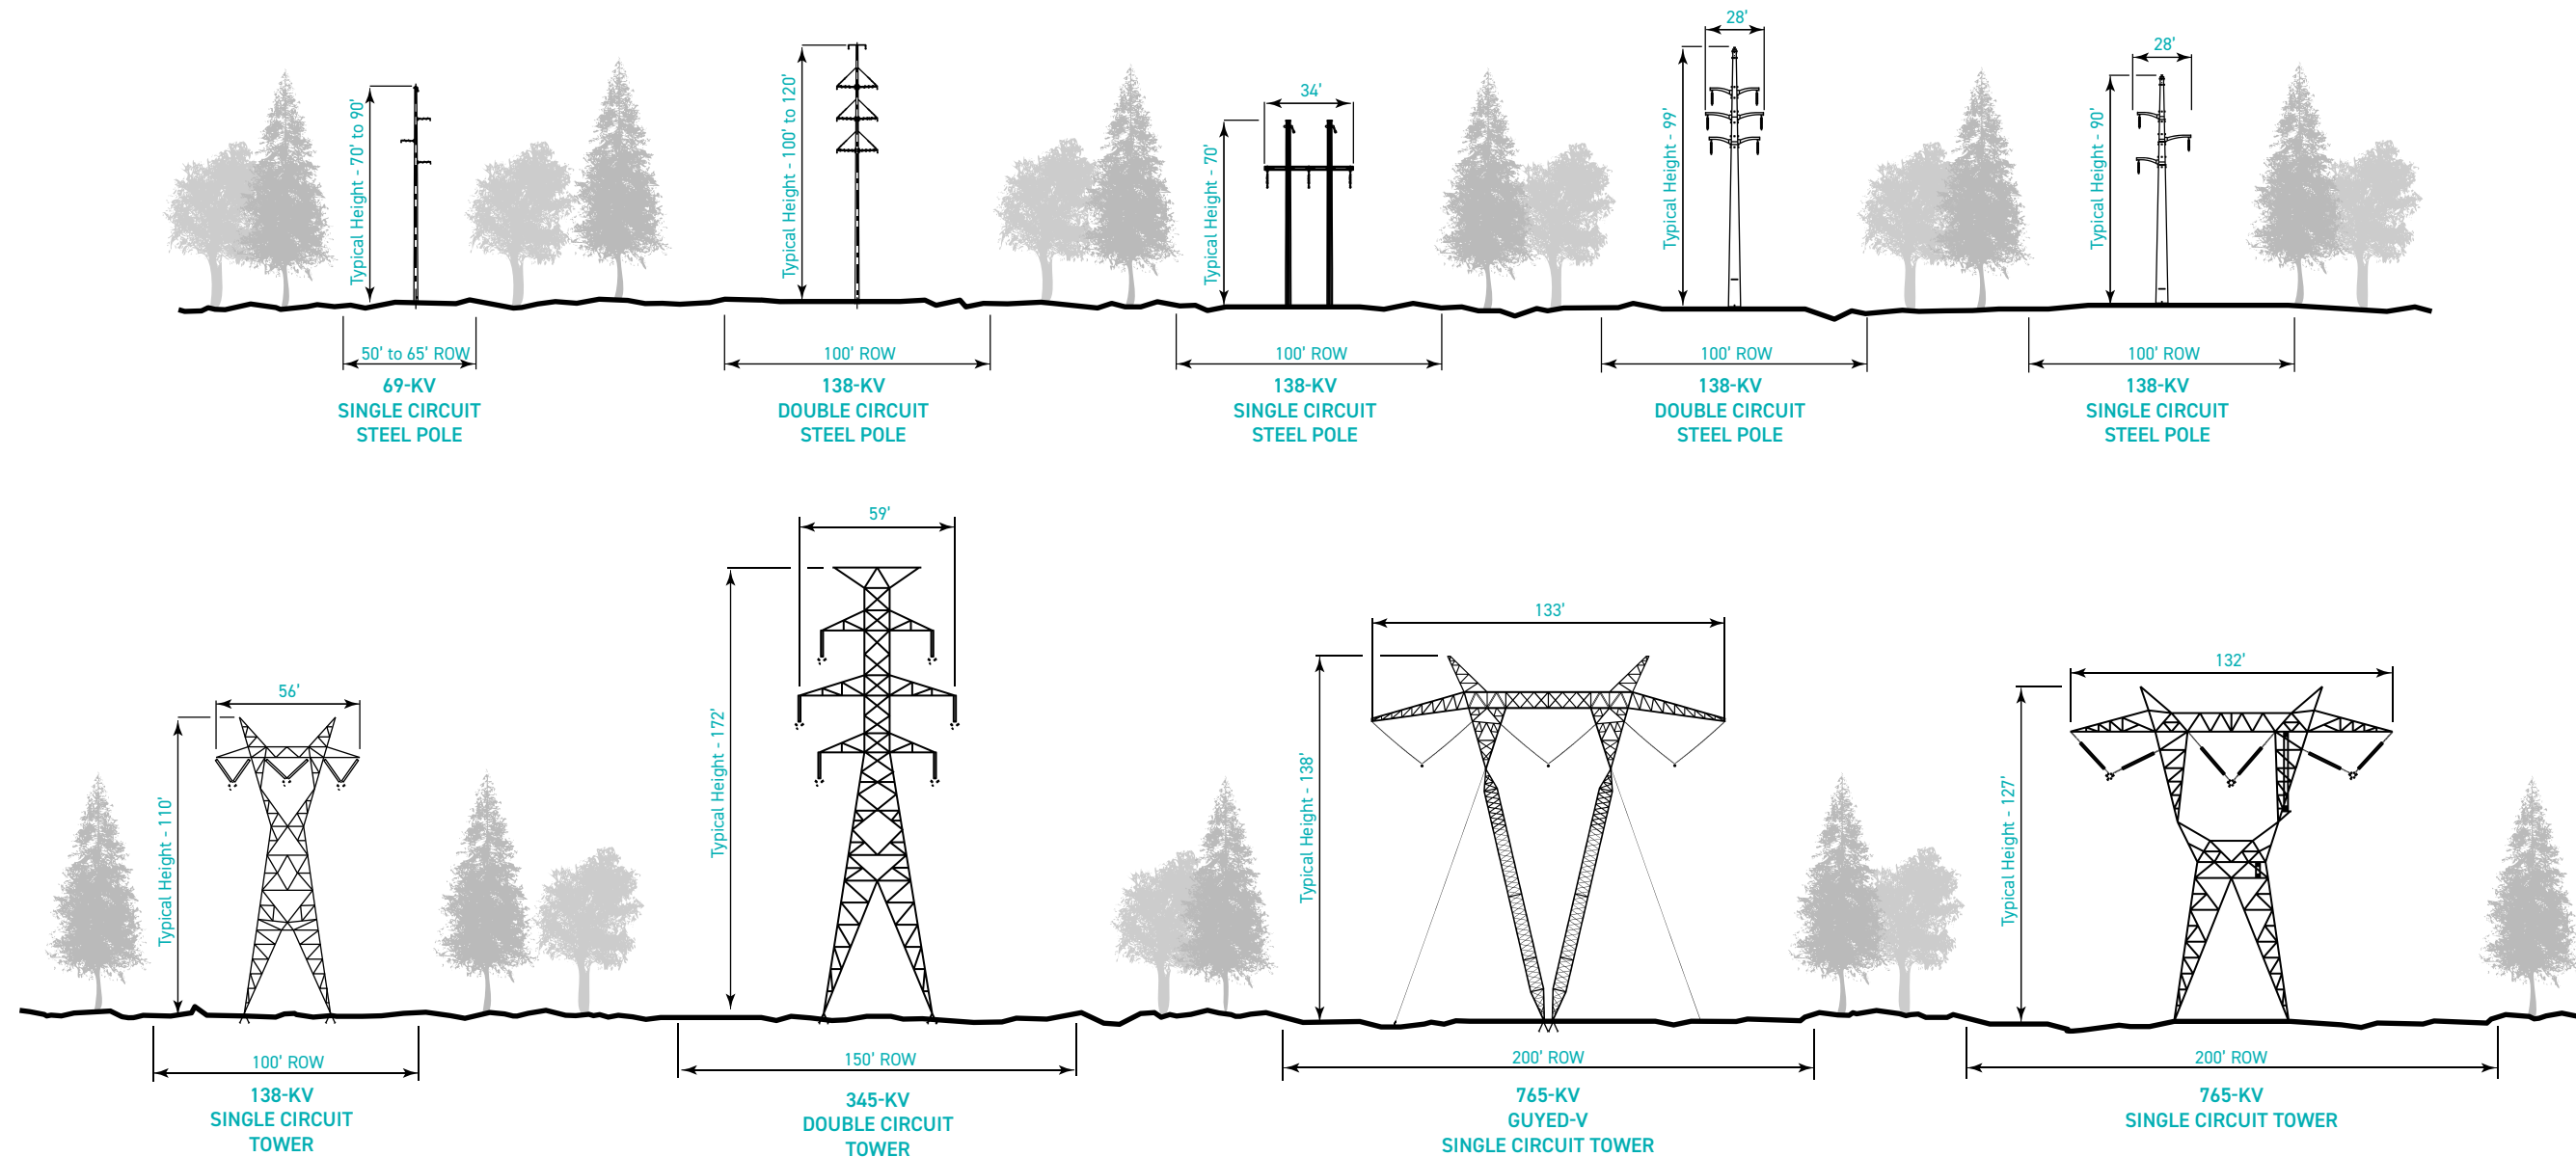 Typical Height - 70' to 90'
50' to 65' ROW
69-KV
SINGLE CIRCUIT
STEEL POLE
Typical Height - 100' to 120'
100' ROW
138-KV
DOUBLE CIRCUIT
STEEL POLE
34'
Typical Height - 70'
100' ROW
138-KV
SINGLE CIRCUIT
STEEL POLE
28'
Typical Height - 99'
100' ROW
138-KV
DOUBLE CIRCUIT
STEEL POLE
28'
Typical Height - 90'
100' ROW
138-KV
SINGLE CIRCUIT
STEEL POLE
56'
Typical Height - 110'
100' ROW
138-KV
SINGLE CIRCUIT
TOWER
59'
Typical Height - 172'
150' ROW
345-KV
DOUBLE CIRCUIT
TOWER
133'
Typical Height - 138'
200' ROW
765-KV
GUYED-V
SINGLE CIRCUIT TOWER
132'
Typical Height - 127'
200' ROW
765-KV
SINGLE CIRCUIT TOWER